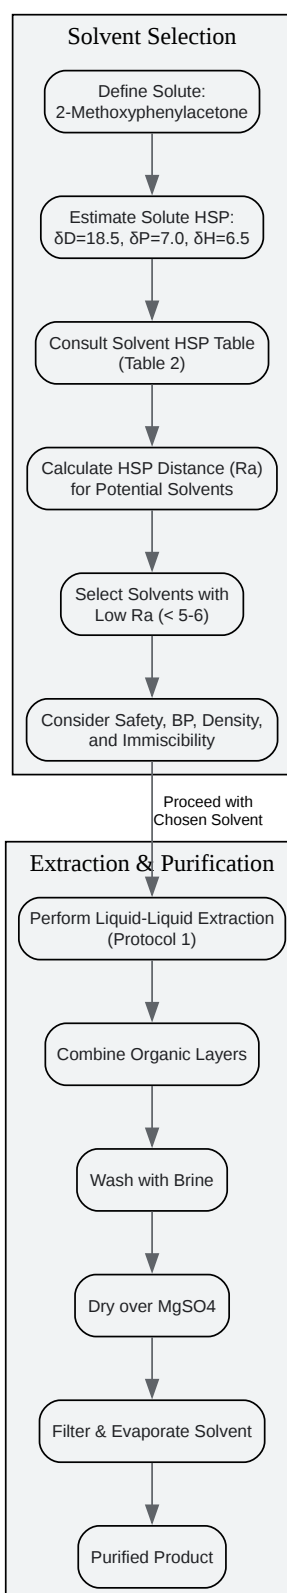 Solvent Selection
Define Solute:
2-Methoxyphenylacetone
Estimate Solute HSP:
δD=18.5, δP=7.0, δH=6.5
Consult Solvent HSP Table
(Table 2)
Calculate HSP Distance (Ra)
for Potential Solvents
Select Solvents with
Low Ra (< 5-6)
Consider Safety, BP, Density,
and Immiscibility
Proceed with
Chosen Solvent
Extraction & Purification
Perform Liquid-Liquid Extraction
(Protocol 1)
Combine Organic Layers
Wash with Brine
Dry over MgSO4
Filter & Evaporate Solvent
Purified Product